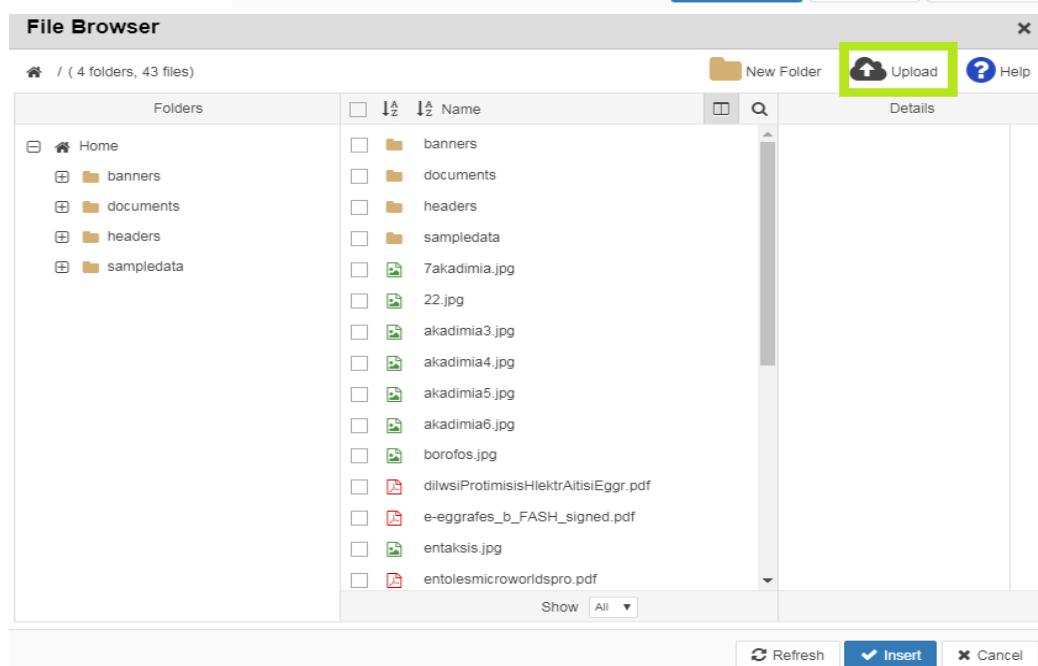 File Browser
/ ( 4 folders, 43 files)
New Folder
Upload
Help
Folders
Name
Details
Home
banners
documents
headers
sampledata
banners
documents
headers
sampledata
7akadimia.jpg
22.jpg
akadimia3.jpg
akadimia4.jpg
akadimia5.jpg
akadimia6.jpg
borofos.jpg
dilwsiProtimisisHlektrAitisiEggr.pdf
e-eggrafes_b_FASH_signed.pdf
entaksis.jpg
entolesmicroworldspro.pdf
Show All
Refresh
Insert
Cancel